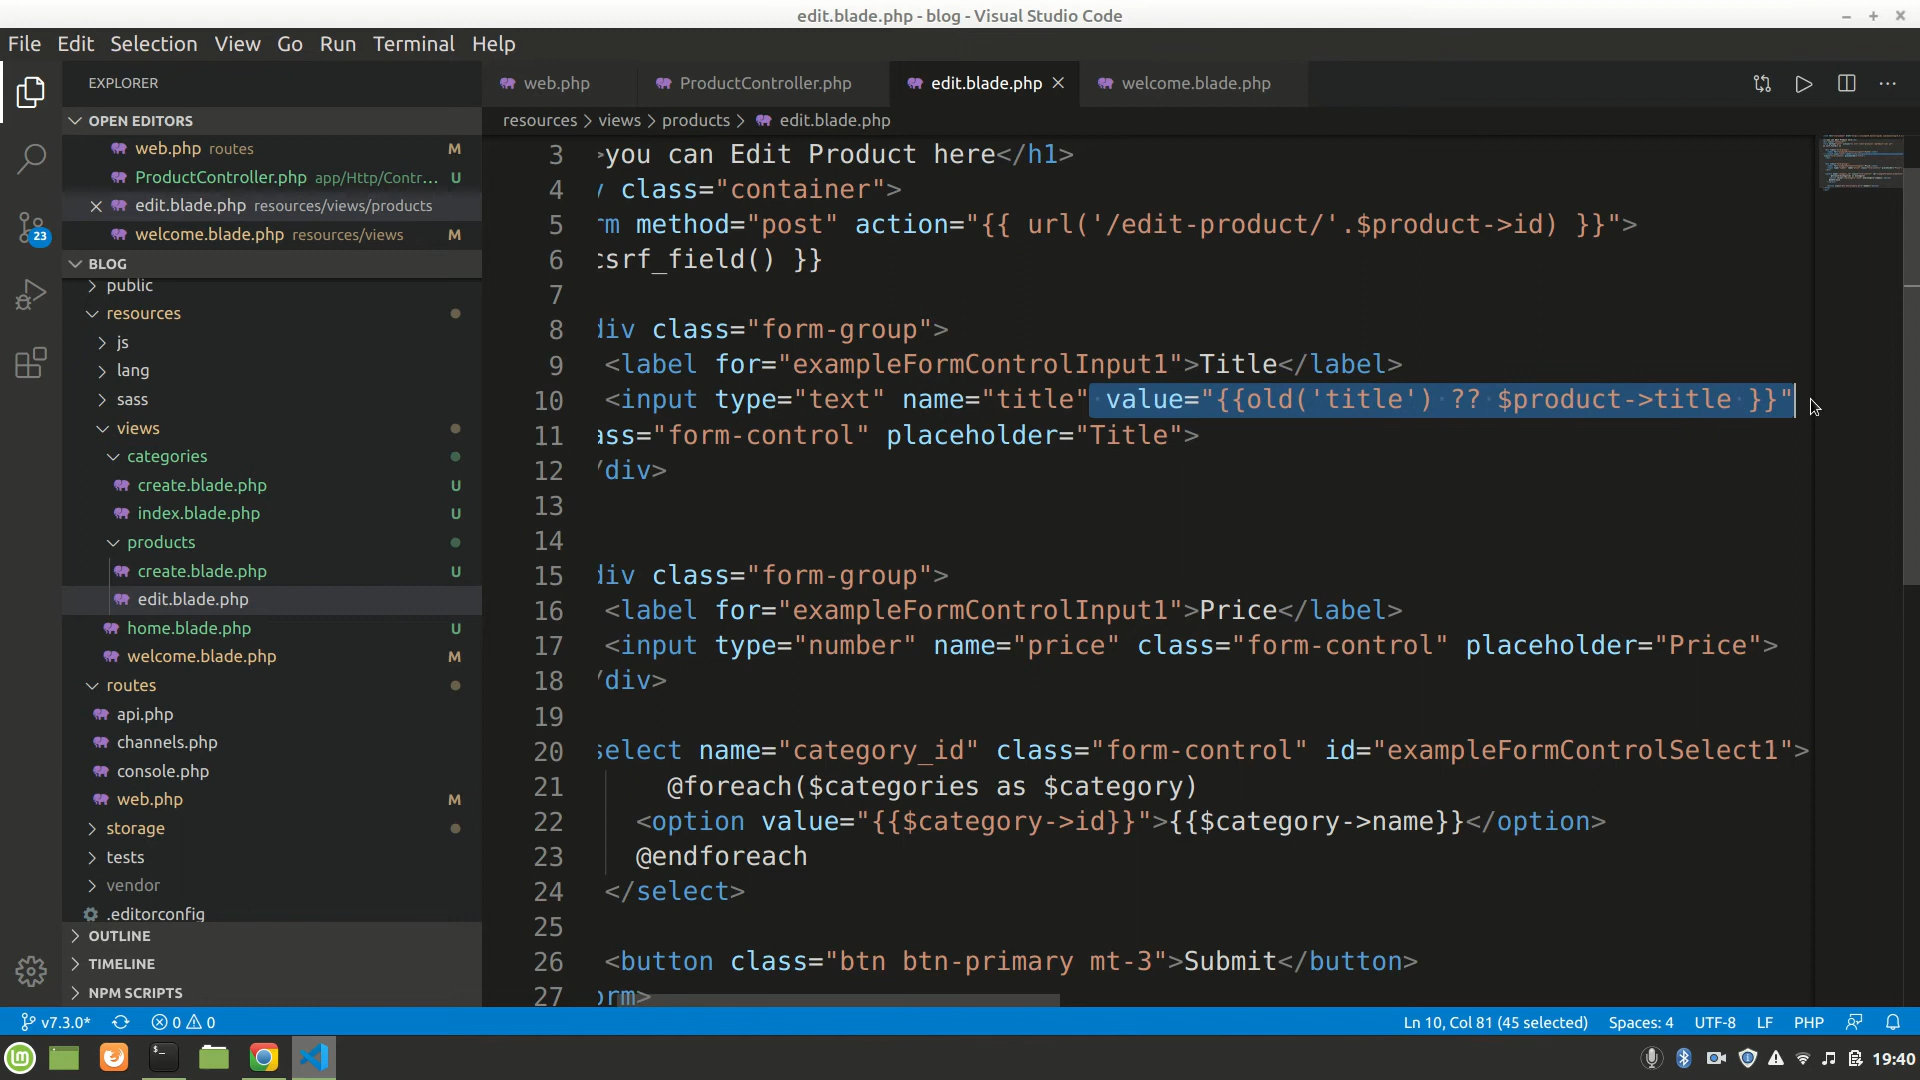 edit.blade.php - blog - Visual Studio Code
File Edit Selection View Go Run Terminal Help
EXPLORER
web.php
ProductController.php
edit.blade.php
welcome.blade.php
OPEN EDITORS
web.php routes M
ProductController.php app/Http/Contr... U
edit.blade.php resources/views/products
welcome.blade.php resources/views M
23
BLOG
public
resources
js
lang
sass
views
categories
create.blade.php U
index.blade.php U
products
create.blade.php U
edit.blade.php
home.blade.php U
welcome.blade.php M
routes
api.php
channels.php
console.php
web.php M
storage
tests
vendor
.editorconfig
OUTLINE
TIMELINE
NPM SCRIPTS
resources > views > products > edit.blade.php
3 >you can Edit Product here</h1>
4 v class="container">
5 rm method="post" action="{{ url('/edit-product/'.$product->id) }}">
6 csrf_field() }}
7
8 div class="form-group">
9 <label for="exampleFormControlInput1">Title</label>
10 <input type="text" name="title" value="{{old('title') ?? $product->title }}"
11 ass="form-control" placeholder="Title">
12 /div>
13
14
15 div class="form-group">
16 <label for="exampleFormControlInput1">Price</label>
17 <input type="number" name="price" class="form-control" placeholder="Price">
18 /div>
19
20 select name="category_id" class="form-control" id="exampleFormControlSelect1">
21 @foreach($categories as $category)
22 <option value="{{$category->id}}">{{$category->name}}</option>
23 @endforeach
24 </select>
25
26 <button class="btn btn-primary mt-3">Submit</button>
27 orm>
v7.3.0* 0 0 Ln 10, Col 81 (45 selected) Spaces: 4 UTF-8 LF PHP
19:40